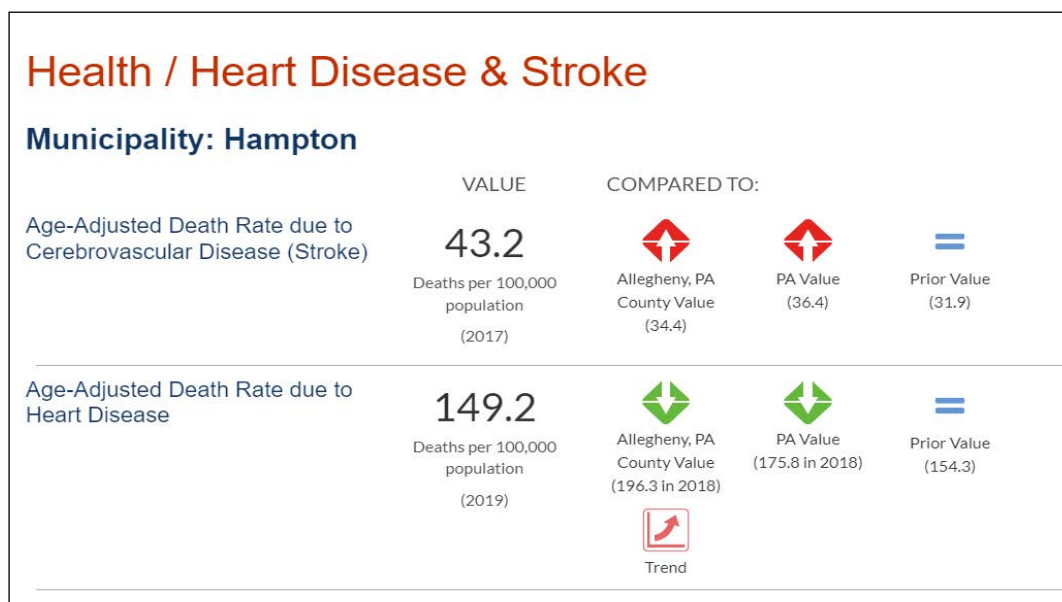 Health / Heart Disease & Stroke
Municipality: Hampton
VALUE
COMPARED TO:
Age-Adjusted Death Rate due to
Cerebrovascular Disease (Stroke)
43.2
Deaths per 100,000
population
(2017)
Allegheny, PA
County Value
(34.4)
PA Value
(36.4)
=
Prior Value
(31.9)
Age-Adjusted Death Rate due to
Heart Disease
149.2
Deaths per 100,000
population
(2019)
Allegheny, PA
County Value
(196.3 in 2018)
PA Value
(175.8 in 2018)
=
Prior Value
(154.3)
Trend